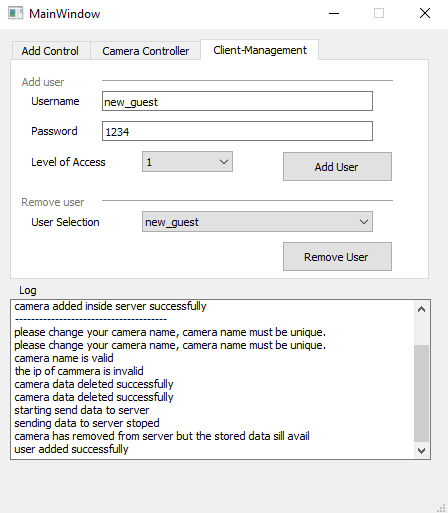 MainWindow
Add Control Camera Controller Client-Management
Add user
Username new_guest
Password 1234
Level of Access 1 Add User
Remove user
User Selection new_guest
Remove User
Log
camera added inside server successfully
--------------------------------------
please change your camera name, camera name must be unique.
please change your camera name, camera name must be unique.
camera name is valid
the ip of cammera is invalid
camera data deleted successfully
camera data deleted successfully
starting send data to server
sending data to server stoped
camera has removed from server but the stored data sill avail
user added successfully